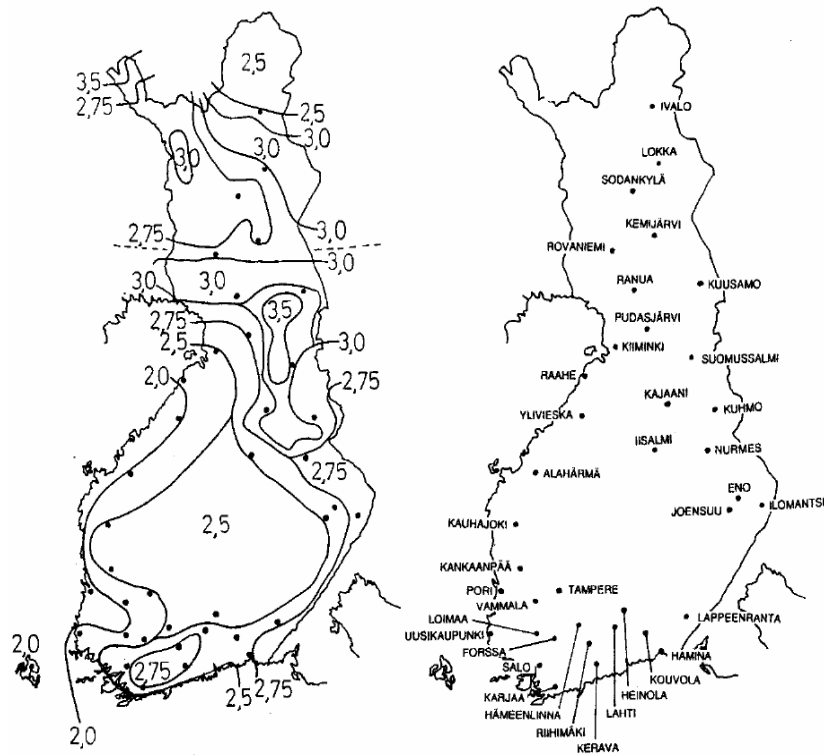 2,5
3,5
2,75
2,5
3,0
3,0
3,0
3,0
2,75
3,0
3,0
3,0
3,5
2,75
2,5
3,0
2,0
2,75
2,75
2,5
2,0
2,75
2,5
2,75
2,0
IVALO
LOKKA
SODANKYLÄ
KEMIJÄRVI
ROVANIEMI
RANUA
KUUSAMO
PUDASJÄRVI
KIIMINKI
SUOMUSSALMI
RAAHE
KAJAANI
KUHMO
YLIVIESKA
IISALMI
NURMES
ALAHÄRMÄ
ENO
ILOMANTSI
JOENSUU
KAUHAJOKI
KANKAANPÄÄ
PORI
TAMPERE
VAMMALA
LAPPEENRANTA
LOIMAA
UUSIKAUPUNKI
FORSSA
HAMINA
SALO
KOUVOLA
KARJAA
HEINOLA
HÄMEENLINNA
LAHTI
RIIHIMÄKI
KERAVA